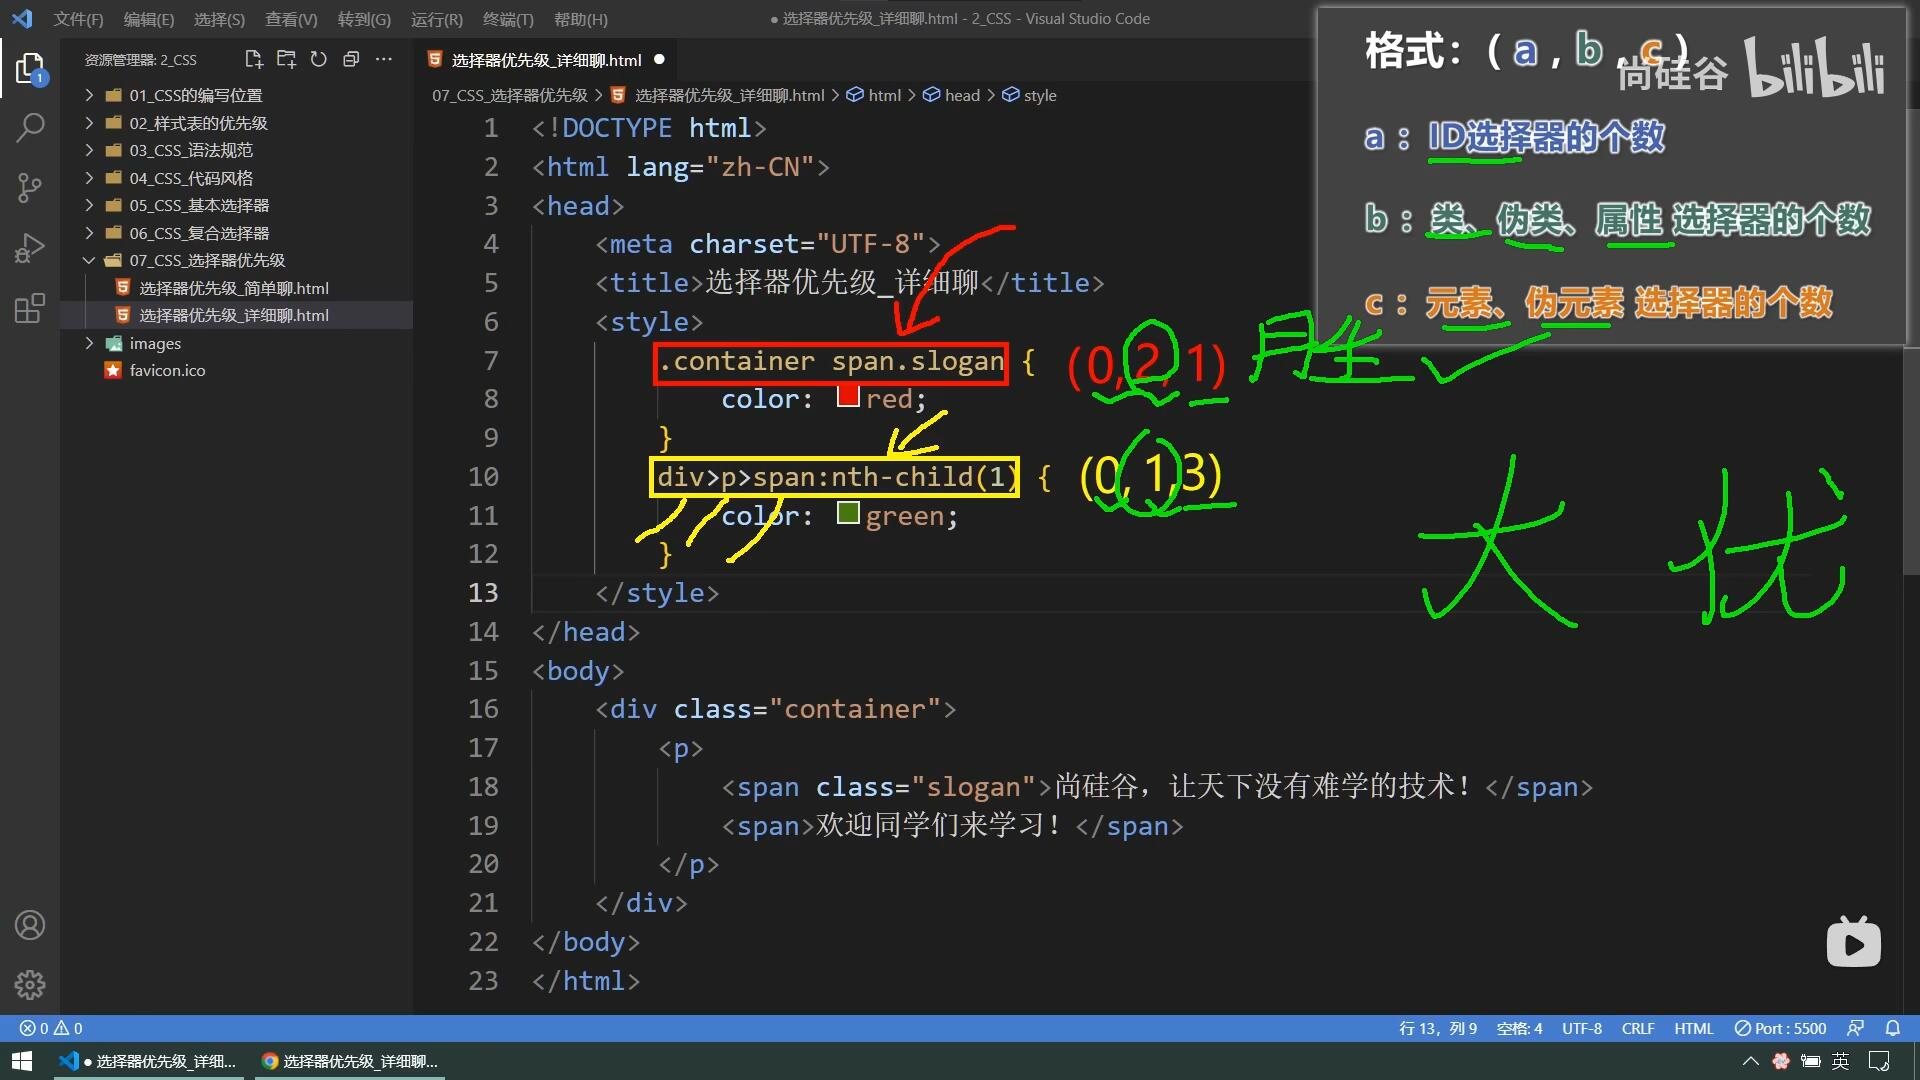 文件(F) 编辑(E) 选择(S) 查看(V) 转到(G) 运行(R) 终端(T) 帮助(H)
● 选择器优先级_详细聊.html - 2_CSS - Visual Studio Code
资源管理器: 2_CSS
01_CSS的编写位置
02_样式表的优先级
03_CSS_语法规范
04_CSS_代码风格
05_CSS_基本选择器
06_CSS_复合选择器
07_CSS_选择器优先级
选择器优先级_简单聊.html
选择器优先级_详细聊.html
images
favicon.ico
选择器优先级_详细聊.html ●
07_CSS_选择器优先级 > 选择器优先级_详细聊.html > html > head > style
1 <!DOCTYPE html>
2 <html lang="zh-CN">
3 <head>
4 <meta charset="UTF-8">
5 <title>选择器优先级_详细聊</title>
6 <style>
7 .container span.slogan { (0,2,1)
8 color: red;
9 }
10 div>p>span:nth-child(1) { (0,1,3)
11 color: green;
12 }
13 </style>
14 </head>
15 <body>
16 <div class="container">
17 <p>
18 <span class="slogan">尚硅谷，让天下没有难学的技术！</span>
19 <span>欢迎同学们来学习！</span>
20 </p>
21 </div>
22 </body>
23 </html>
格式：( a , b , c )
尚硅谷 bilibili
a ： ID选择器的个数
b ： 类、伪类、属性 选择器的个数
c ： 元素、伪元素 选择器的个数
0 0
行 13，列 9 空格: 4 UTF-8 CRLF HTML Port : 5500
● 选择器优先级_详细...
选择器优先级_详细聊...
英
1